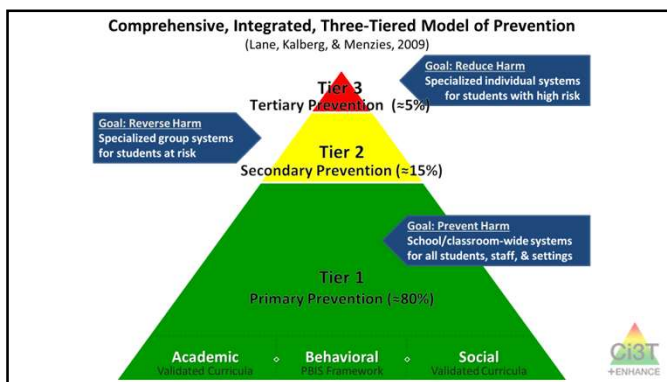 Comprehensive, Integrated, Three-Tiered Model of Prevention
(Lane, Kalberg, & Menzies, 2009)
Goal: Reduce Harm
Specialized individual systems
for students with high risk
Tier 3
Tertiary Prevention (≈5%)
Goal: Reverse Harm
Specialized group systems
for students at risk
Tier 2
Secondary Prevention (≈15%)
Goal: Prevent Harm
School/classroom-wide systems
for all students, staff, & settings
Tier 1
Primary Prevention (≈80%)
Academic ◇ Behavioral ◇ Social
Validated Curricula PBIS Framework Validated Curricula
Ci3T
+ENHANCE